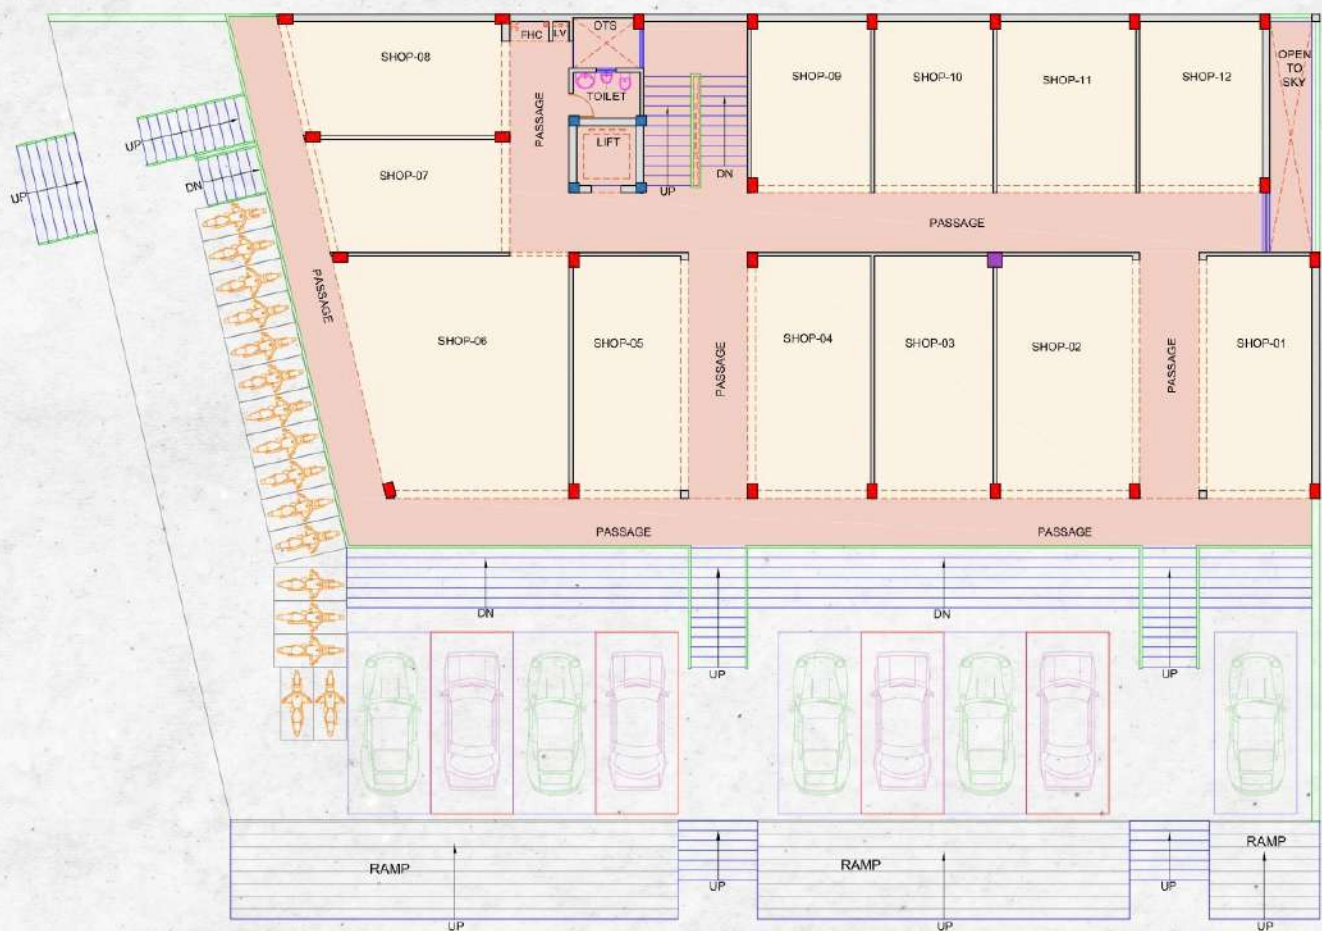 OTS
FHC
LV
SHOP-08
SHOP-09
SHOP-10
SHOP-11
SHOP-12
OPEN
TO
SKY
TOILET
PASSAGE
LIFT
UP
DN
UP
DN
UP
UP
SHOP-07
PASSAGE
PASSAGE
SHOP-06
SHOP-05
PASSAGE
SHOP-04
SHOP-03
SHOP-02
PASSAGE
SHOP-01
PASSAGE
PASSAGE
DN
DN
UP
UP
RAMP
RAMP
RAMP
UP
UP
UP
UP
UP